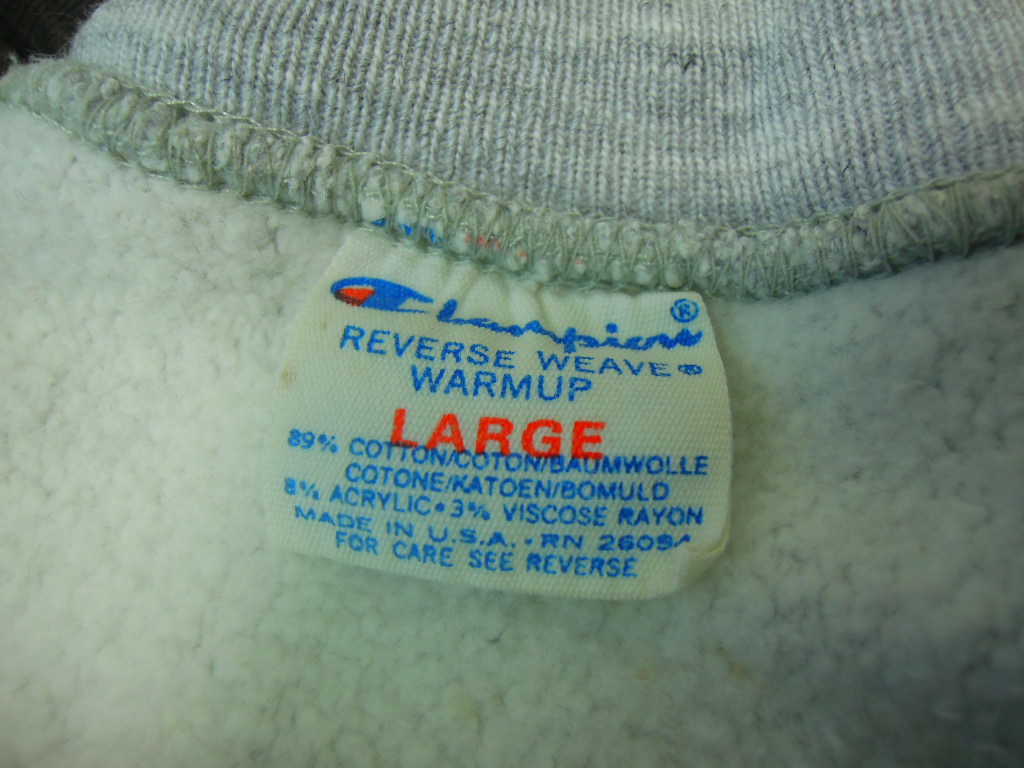 Champion®
REVERSE WEAVE®
WARMUP
LARGE
89% COTTON/COTON/BAUMWOLLE
COTONE/KATOEN/BOMULD
8% ACRYLIC • 3% VISCOSE RAYON
MADE IN U.S.A. • RN 26094
FOR CARE SEE REVERSE